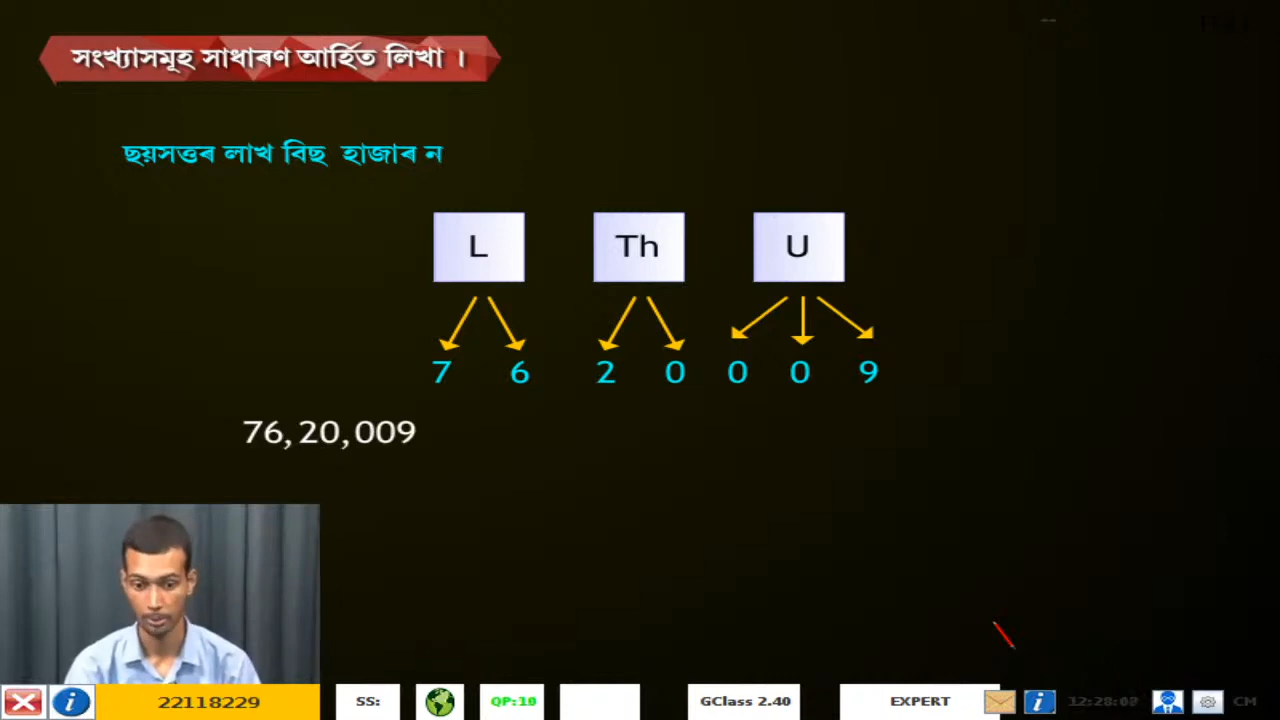 সংখ্যাসমূহ সাধাৰণ আৰ্হিত লিখা ।
ছয়সত্তৰ লাখ বিছ হাজাৰ ন
L Th U
7 6 2 0 0 0 9
76, 20, 009
22118229 SS: QP:10 GClass 2.40 EXPERT CM